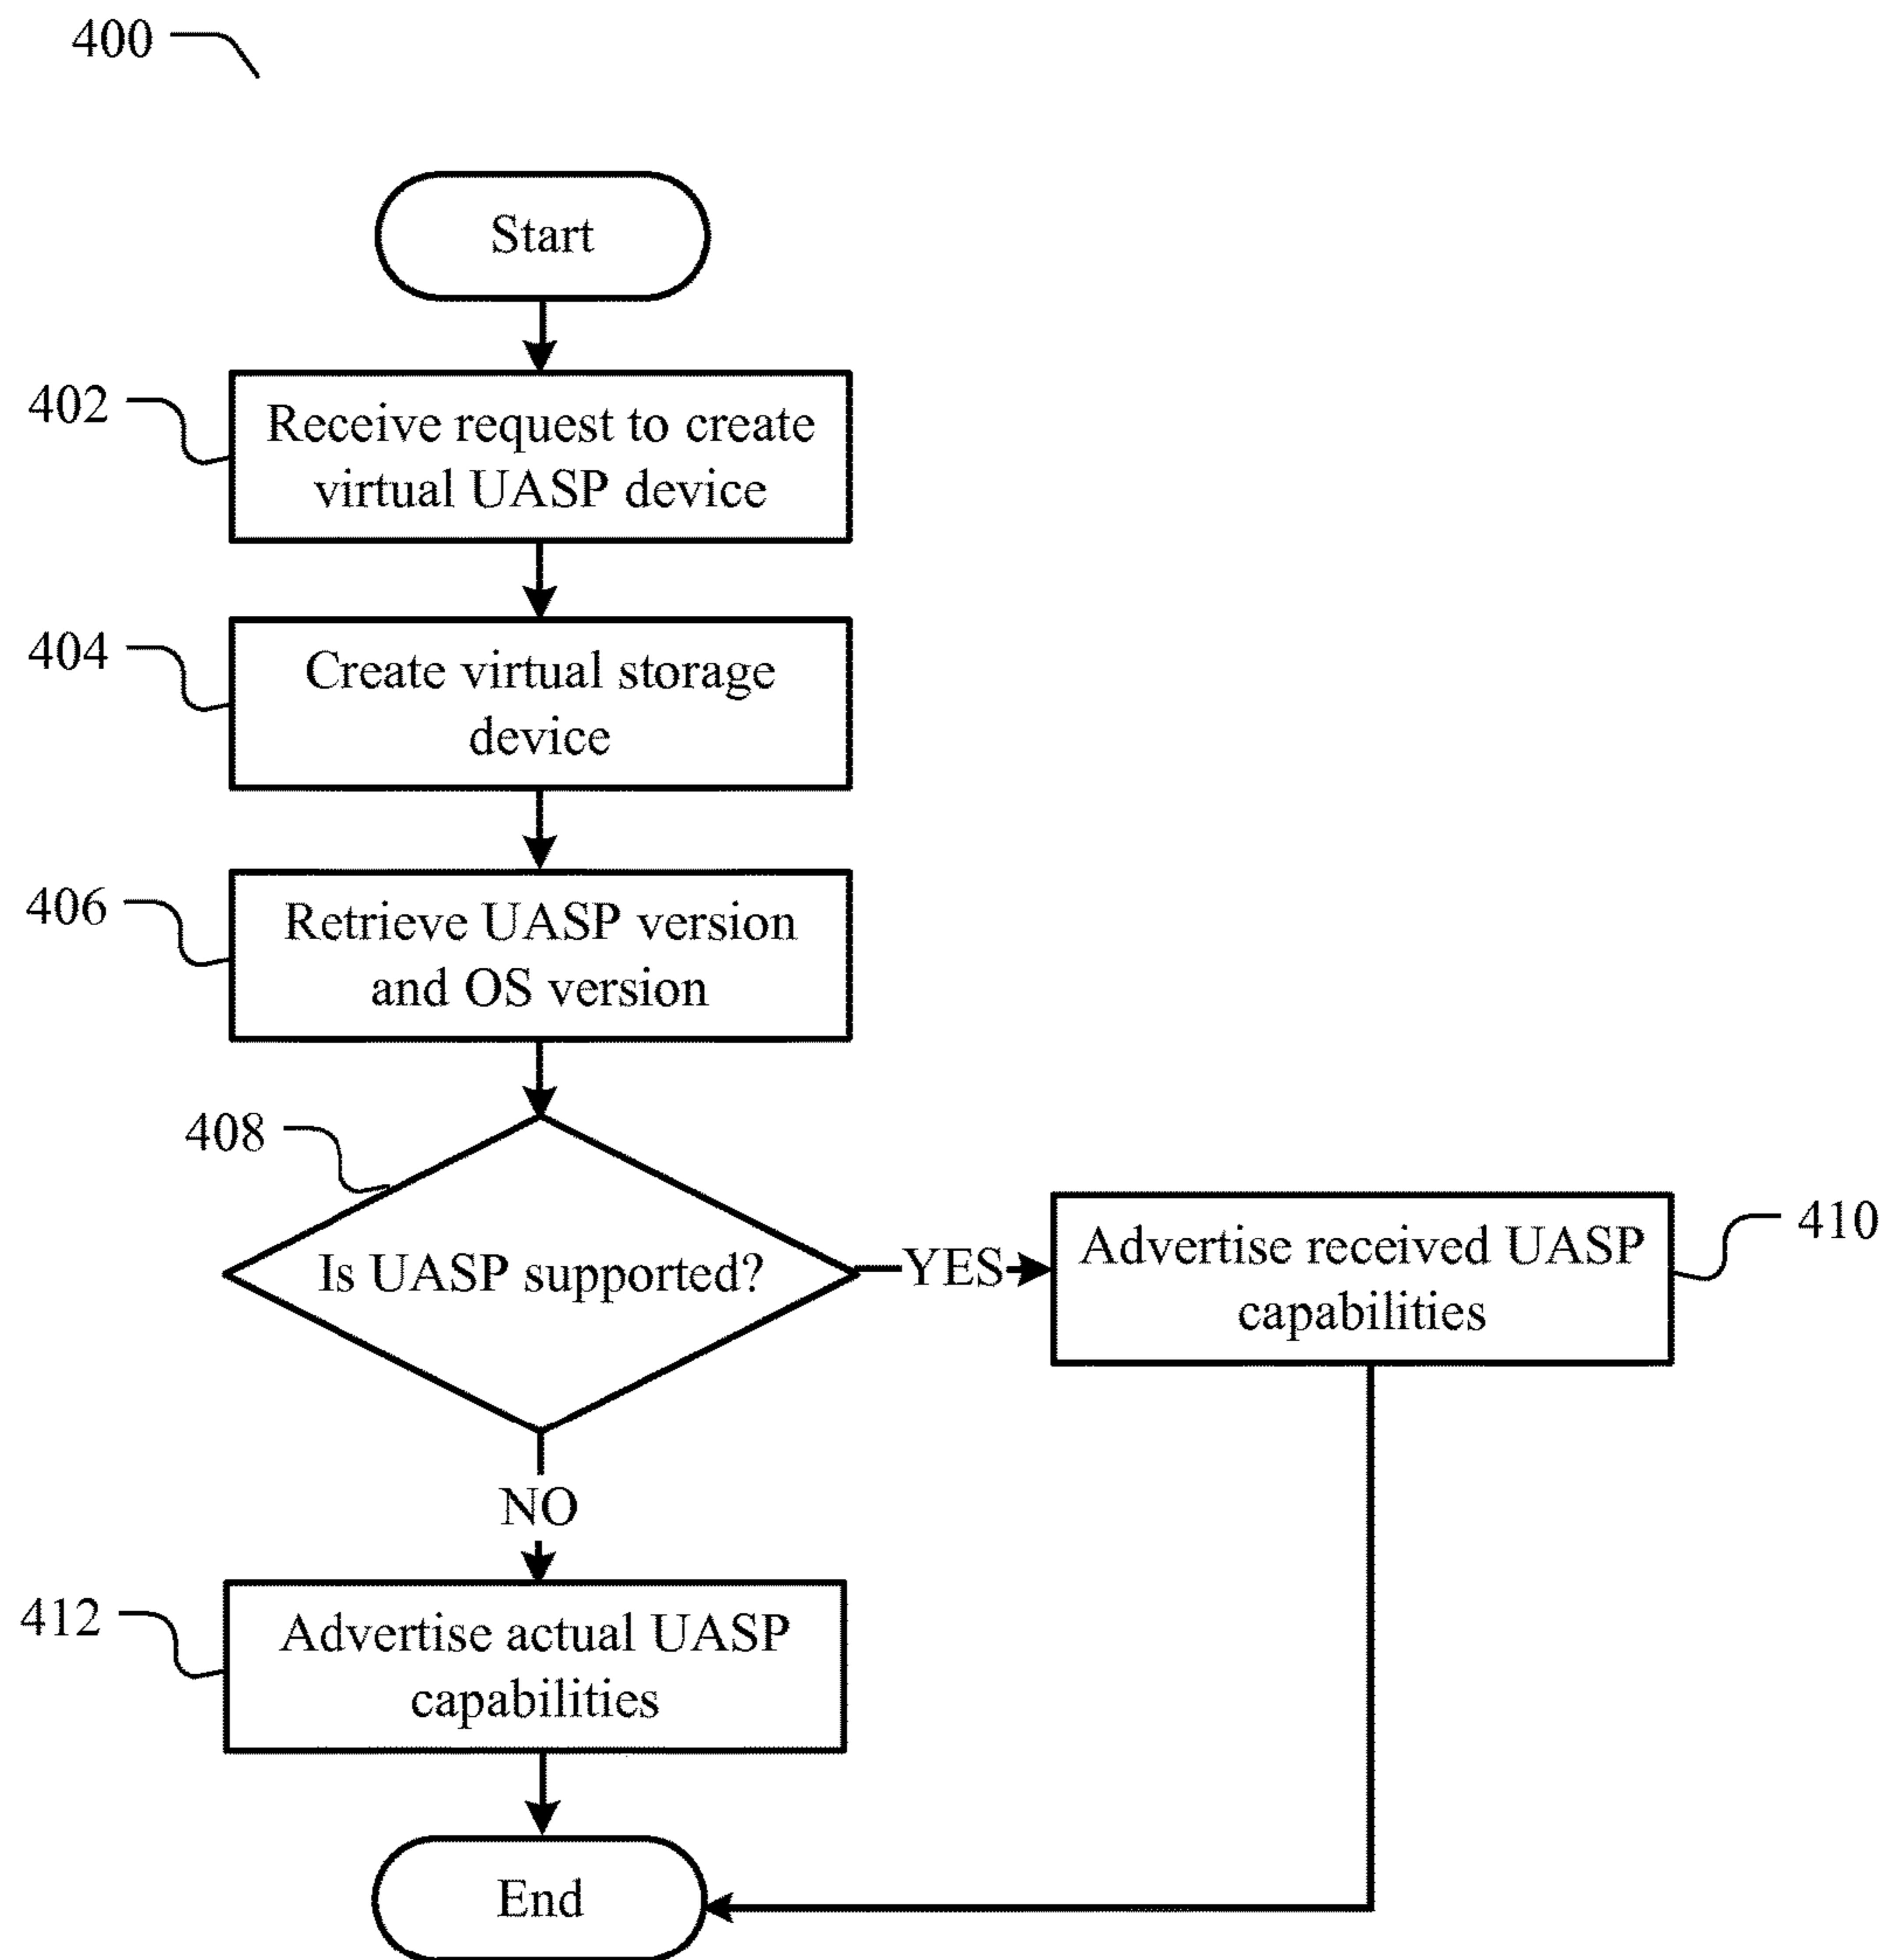 400
Start
402
Receive request to create
virtual UASP device
404
Create virtual storage
device
406
Retrieve UASP version
and OS version
408
Is UASP supported?
YES
Advertise received UASP
capabilities
410
NO
412
Advertise actual UASP
capabilities
End